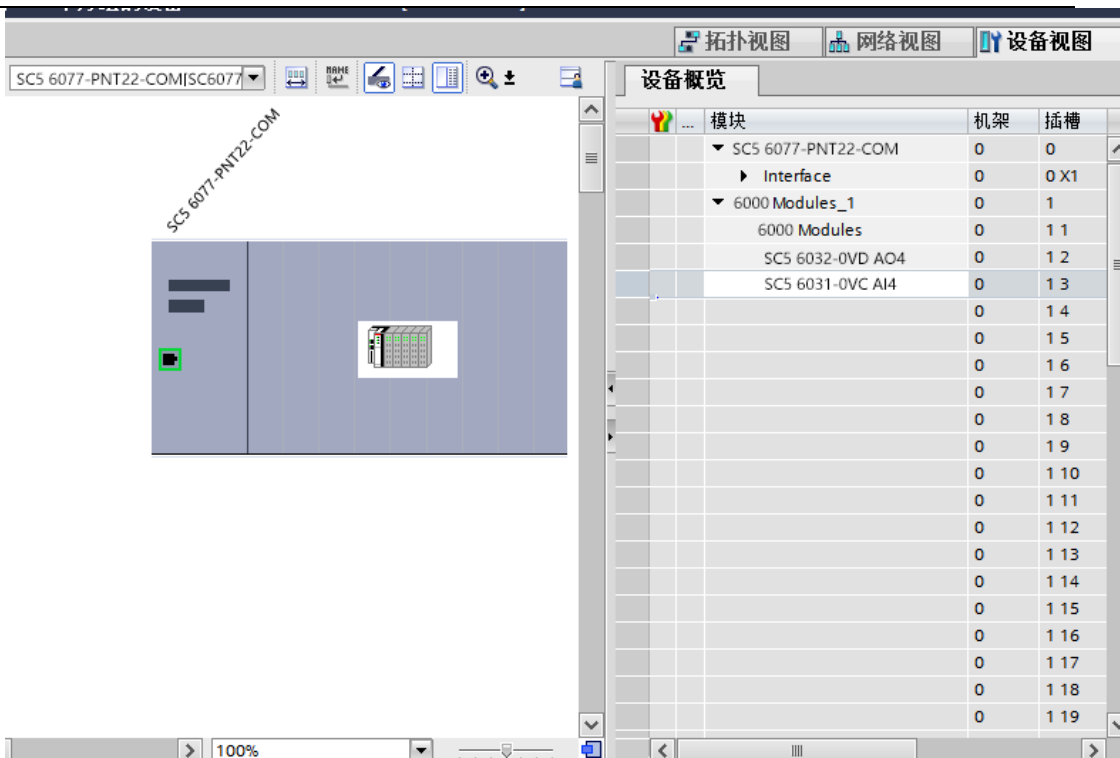 拓扑视图 网络视图 设备视图
SC5 6077-PNT22-COM
SC5 6077-PNT22-COM
100%
设备概览
... 模块 机架 插槽
SC5 6077-PNT22-COM 0 0
Interface 0 0 X1
6000 Modules_1 0 1
6000 Modules 0 1 1
SC5 6032-0VD AO4 0 1 2
SC5 6031-0VC AI4 0 1 3
0 1 4
0 1 5
0 1 6
0 1 7
0 1 8
0 1 9
0 1 10
0 1 11
0 1 12
0 1 13
0 1 14
0 1 15
0 1 16
0 1 17
0 1 18
0 1 19